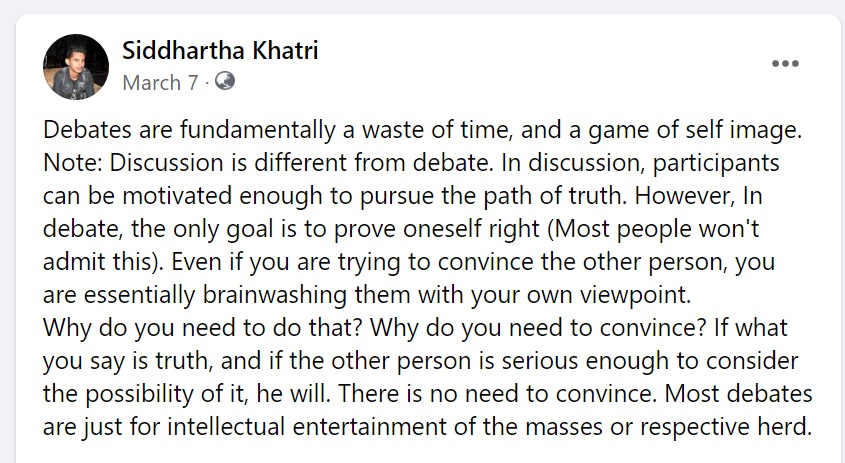 Siddhartha Khatri
March 7 ·
Debates are fundamentally a waste of time, and a game of self image.
Note: Discussion is different from debate. In discussion, participants
can be motivated enough to pursue the path of truth. However, In
debate, the only goal is to prove oneself right (Most people won't
admit this). Even if you are trying to convince the other person, you
are essentially brainwashing them with your own viewpoint.
Why do you need to do that? Why do you need to convince? If what
you say is truth, and if the other person is serious enough to consider
the possibility of it, he will. There is no need to convince. Most debates
are just for intellectual entertainment of the masses or respective herd.